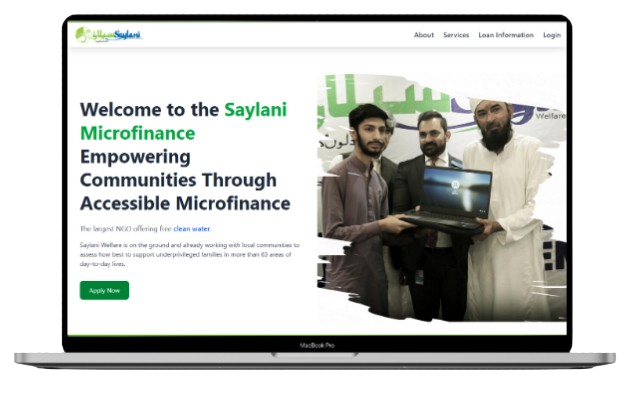 سیلانی Saylani
About Services Loan Information Login
Welcome to the Saylani
Microfinance
Empowering
Communities Through
Accessible Microfinance
The largest NGO offering free clean water.
Saylani Welfare is on the ground and already working with local communities to
assess how best to support underprivileged families in more than 63 areas of
day-to-day lives.
Apply Now
Welfare
MacBook Pro